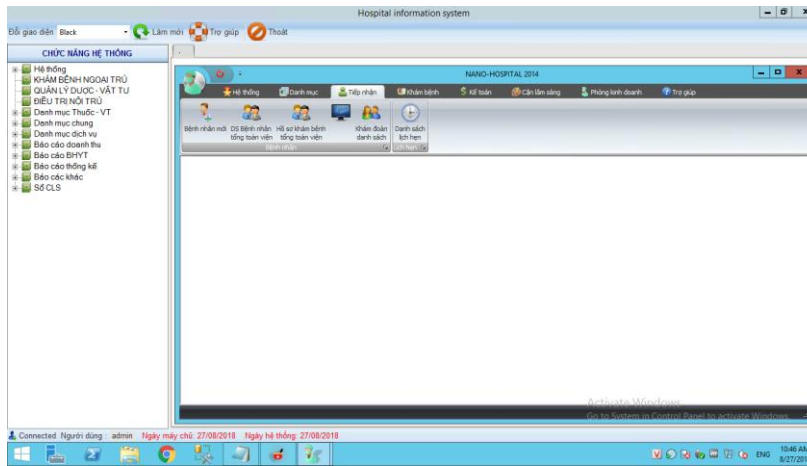 Hospital information system
Đổi giao diện Black Làm mới Trợ giúp Thoát
CHỨC NĂNG HỆ THỐNG
Hệ thống
KHÁM BỆNH NGOẠI TRÚ
QUẢN LÝ DƯỢC - VẬT TƯ
ĐIỀU TRỊ NỘI TRÚ
Danh mục Thuốc - VT
Danh mục chung
Danh mục dịch vụ
Báo cáo doanh thu
Báo cáo BHYT
Báo cáo thống kê
Báo các khác
Sổ CLS
NANO-HOSPITAL 2014
Hệ thống Danh mục Tiếp nhận Khám bệnh Kế toán Cận lâm sàng Phòng kinh doanh Trợ giúp
Bệnh nhân mới DS Bệnh nhân Hồ sơ khám bệnh Khám đoàn Danh sách
tổng toàn viện tổng toàn viện danh sách lịch hẹn
Bệnh nhân Lịch hẹn
Activate Windows
Go to System in Control Panel to activate Windows.
Connected Người dùng : admin Ngày máy chủ: 27/08/2018 Ngày hệ thống: 27/08/2018
ENG 10:46 AM
8/27/201